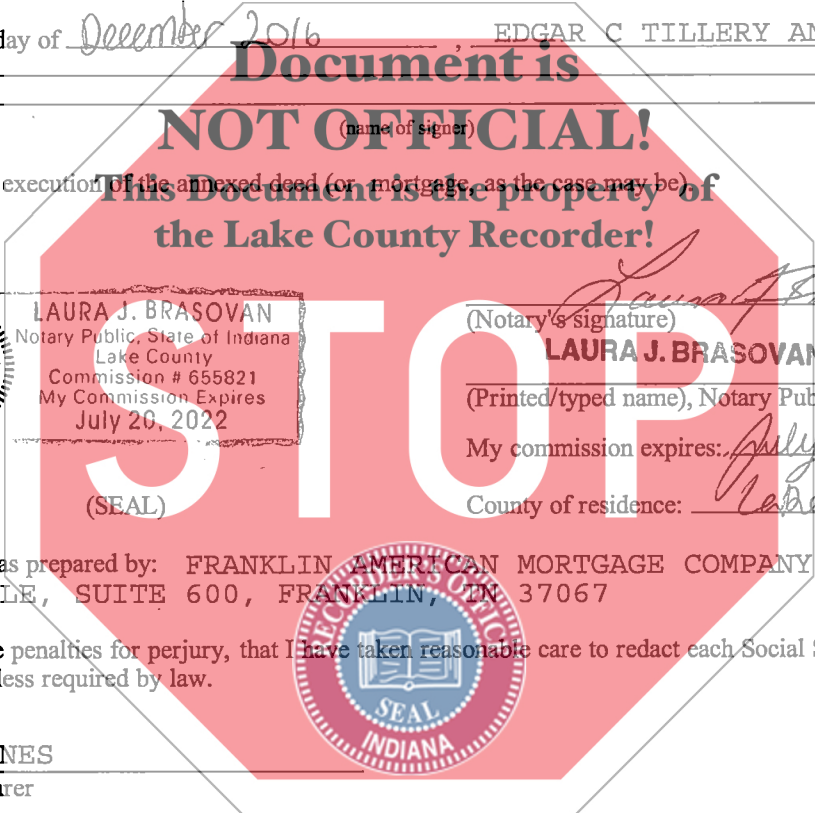 day of December 2016, EDGAR C TILLERY AN
Document is
NOT OFFICIAL!
(name of signer)
execution of the annexed deed (or mortgage, as the case may be).
This Document is the property of
the Lake County Recorder!
STOP
LAURA J. BRASOVAN
Notary Public, State of Indiana
Lake County
Commission # 655821
My Commission Expires
July 20, 2022
(SEAL)
(Notary's signature)
LAURA J. BRASOVAN
(Printed/typed name), Notary Pub
My commission expires: July
County of residence: Lake
as prepared by: FRANKLIN AMERICAN MORTGAGE COMPANY
LE, SUITE 600, FRANKLIN, TN 37067
e penalties for perjury, that I have taken reasonable care to redact each Social S
less required by law.
RECORDER'S OFFICE
SEAL
INDIANA
NES
rer